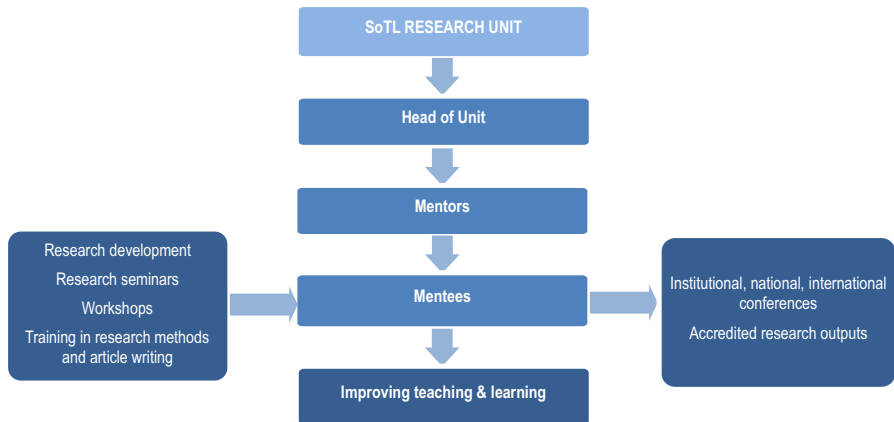 SoTL RESEARCH UNIT
Head of Unit
Mentors
Research development
Research seminars
Workshops
Training in research methods
and article writing
Mentees
Institutional, national, international
conferences
Accredited research outputs
Improving teaching & learning